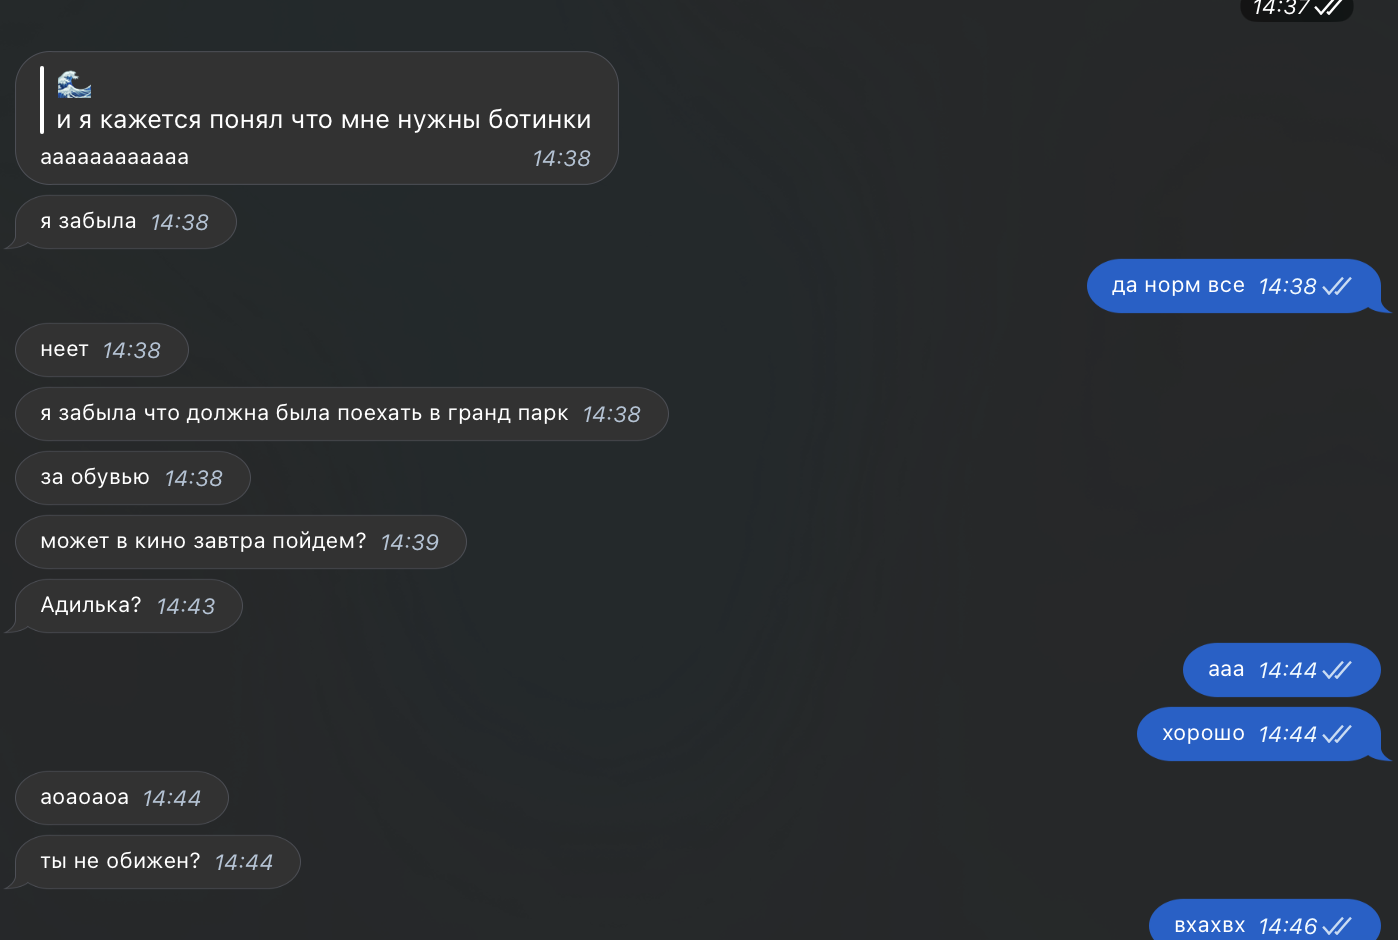 14:37
и я кажется понял что мне нужны ботинки
аааааааааааа 14:38
я забыла 14:38
да норм все 14:38
неет 14:38
я забыла что должна была поехать в гранд парк 14:38
за обувью 14:38
может в кино завтра пойдем? 14:39
Адилька? 14:43
ааа 14:44
хорошо 14:44
аоаоаоа 14:44
ты не обижен? 14:44
вхахвх 14:46